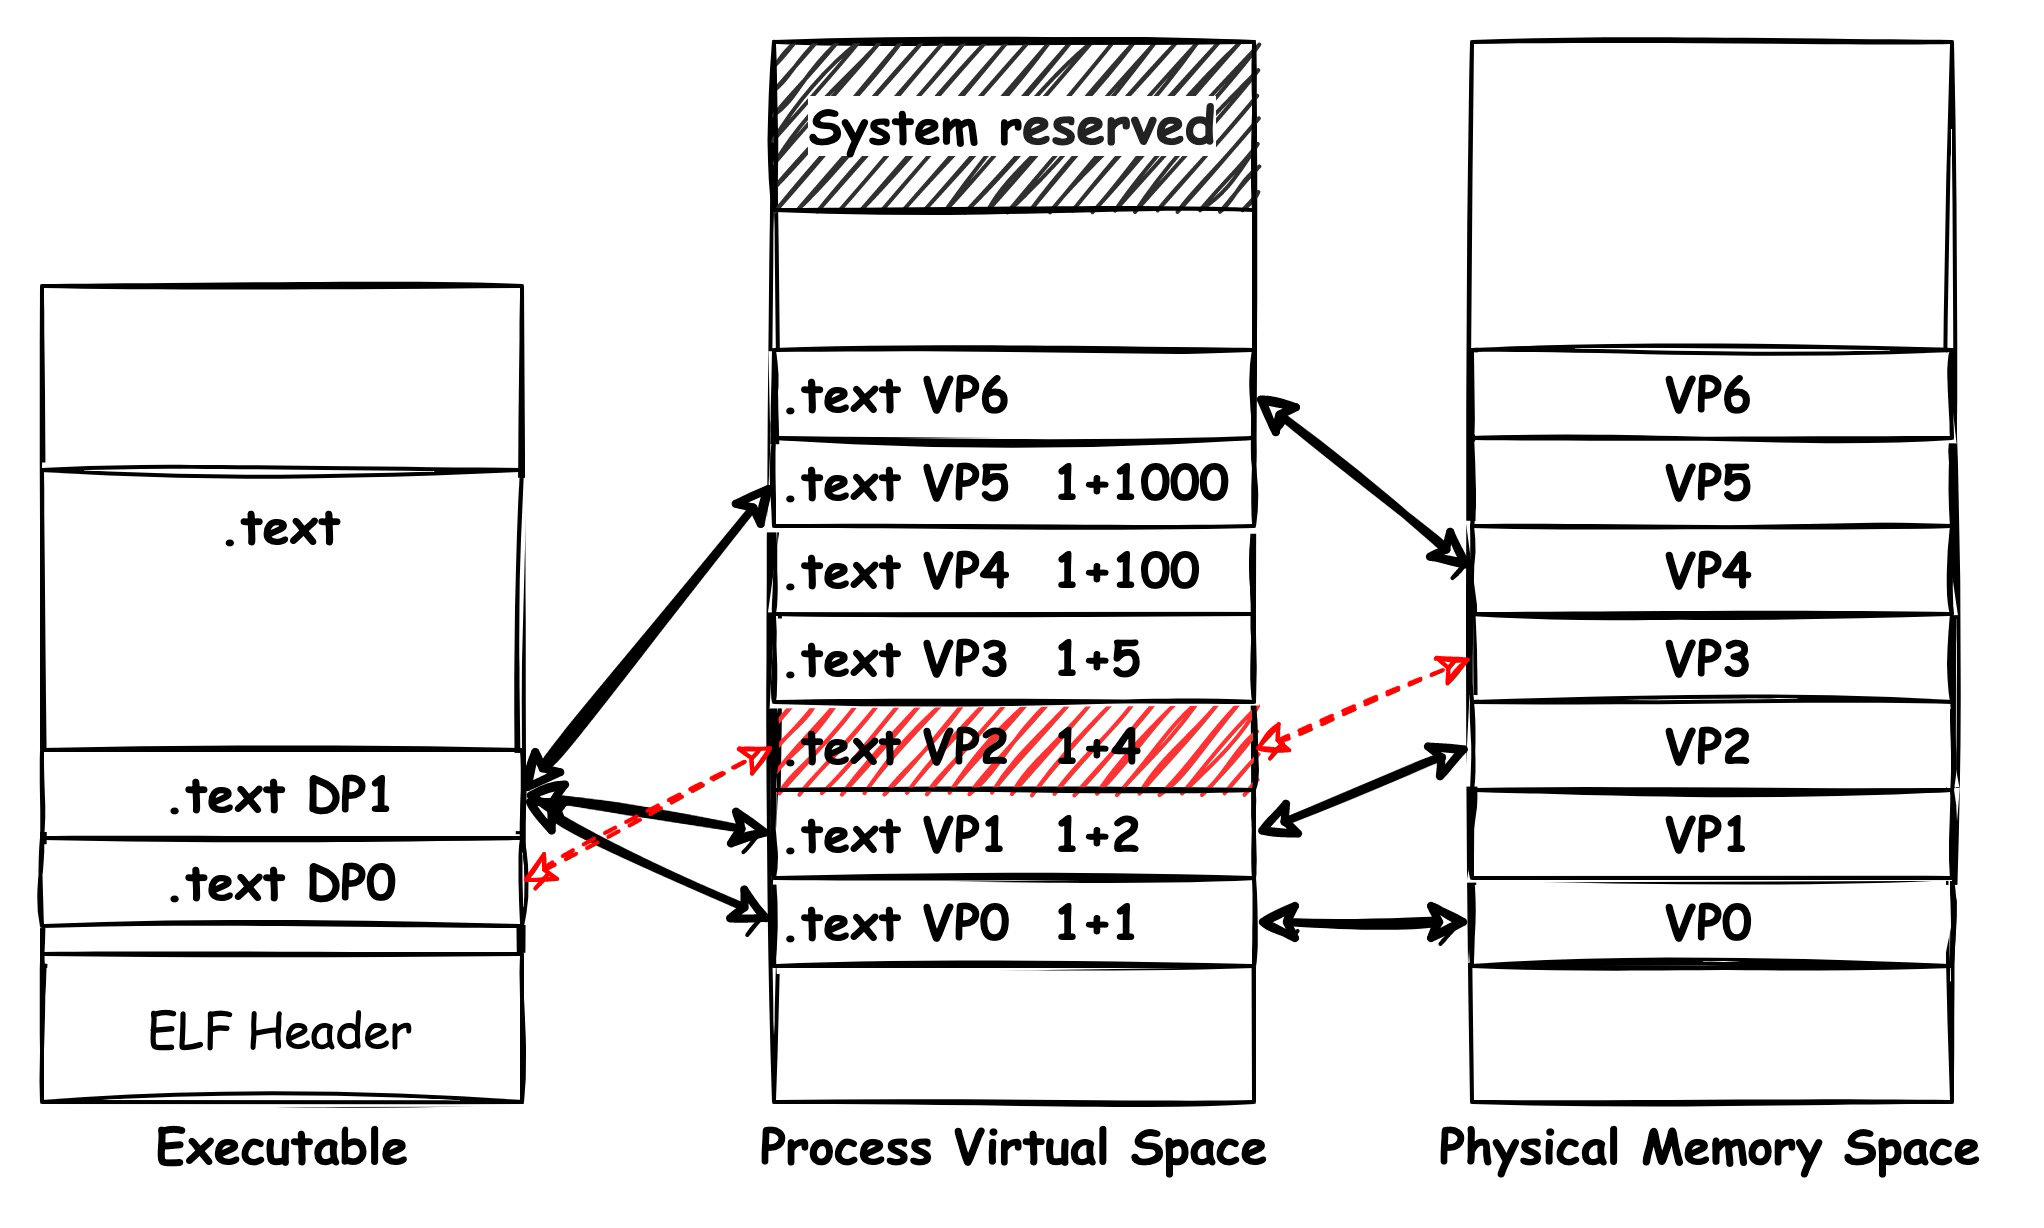 System reserved
.text VP6
.text VP5 1+1000
.text VP4 1+100
.text VP3 1+5
.text VP2 1+4
.text VP1 1+2
.text VP0 1+1
.text
.text DP1
.text DP0
ELF Header
VP6
VP5
VP4
VP3
VP2
VP1
VP0
Executable
Process Virtual Space
Physical Memory Space